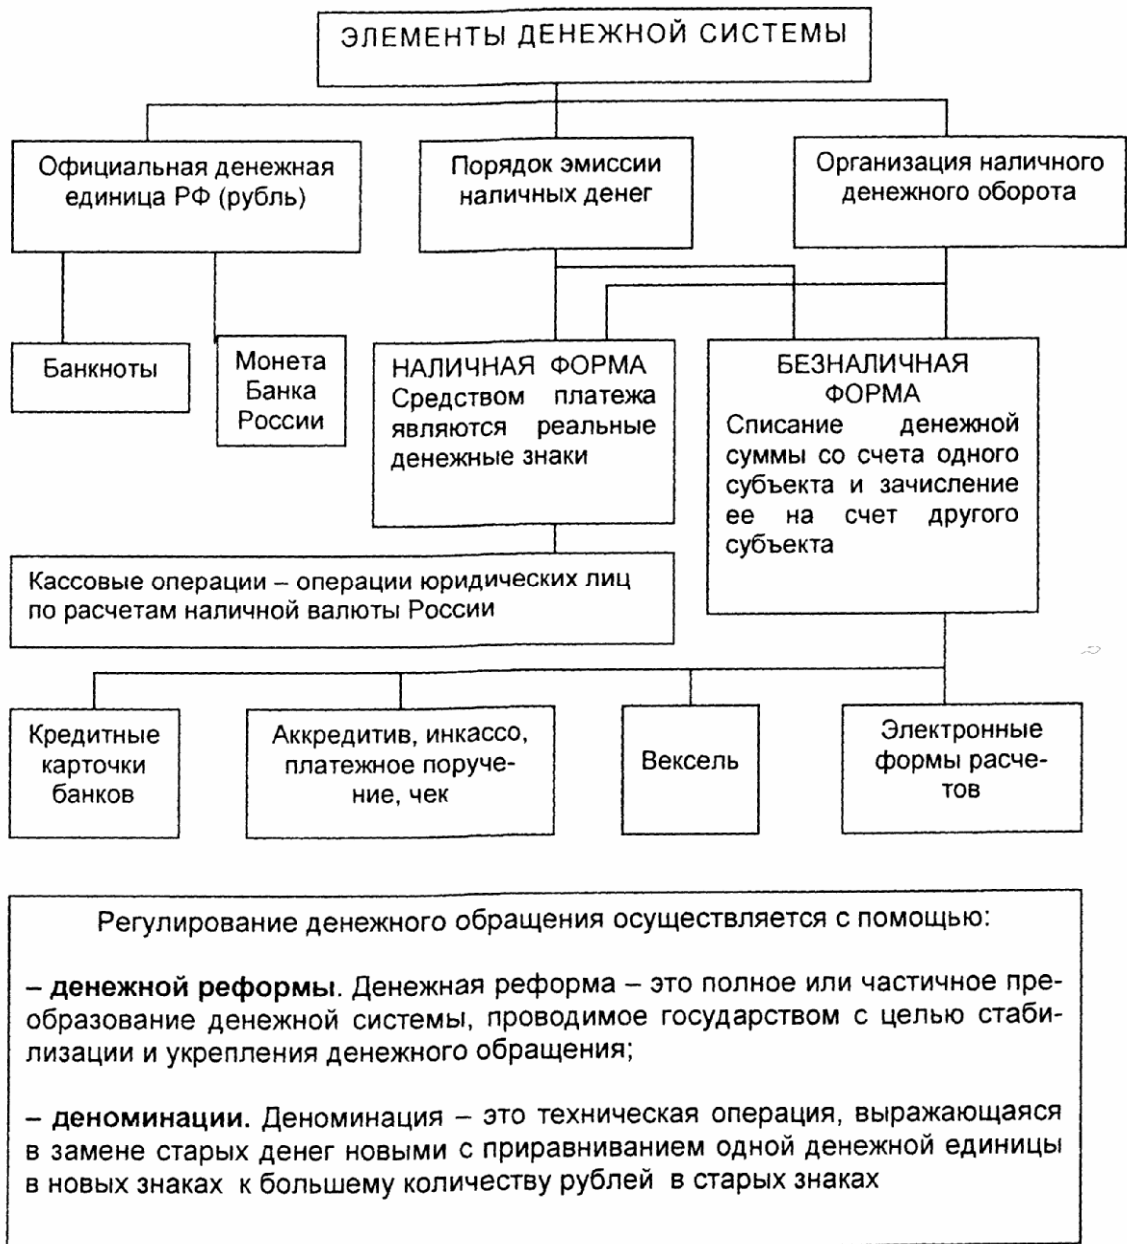 ЭЛЕМЕНТЫ ДЕНЕЖНОЙ СИСТЕМЫ
Официальная денежная
единица РФ (рубль)
Порядок эмиссии
наличных денег
Организация наличного
денежного оборота
Банкноты
Монета
Банка
России
НАЛИЧНАЯ ФОРМА
Средством платежа
являются реальные
денежные знаки
БЕЗНАЛИЧНАЯ
ФОРМА
Списание денежной
суммы со счета одного
субъекта и зачисление
ее на счет другого
субъекта
Кассовые операции – операции юридических лиц
по расчетам наличной валюты России
Кредитные
карточки
банков
Аккредитив, инкассо,
платежное поруче-
ние, чек
Вексель
Электронные
формы расче-
тов
Регулирование денежного обращения осуществляется с помощью:
– денежной реформы. Денежная реформа – это полное или частичное пре-
образование денежной системы, проводимое государством с целью стаби-
лизации и укрепления денежного обращения;
– деноминации. Деноминация – это техническая операция, выражающаяся
в замене старых денег новыми с приравниванием одной денежной единицы
в новых знаках к большему количеству рублей в старых знаках